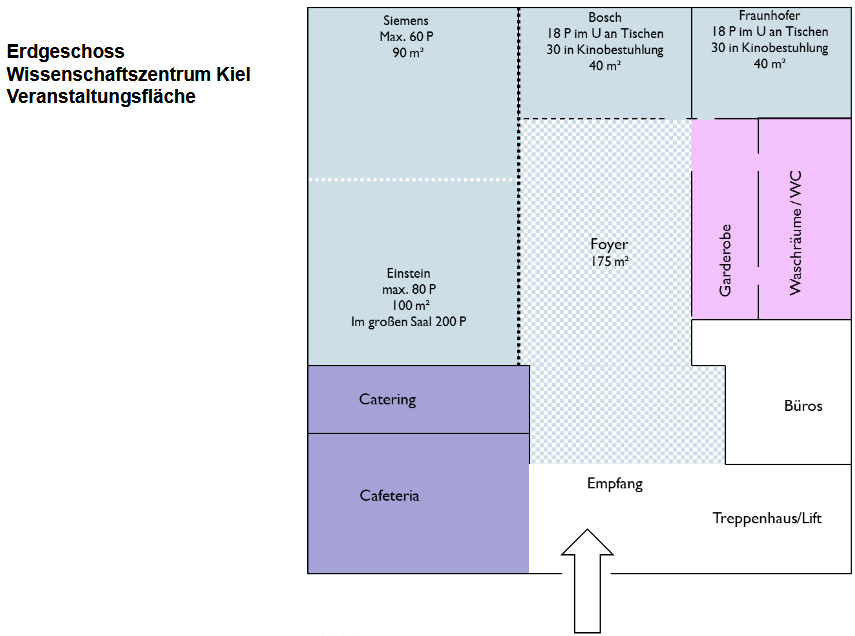 Erdgeschoss
Wissenschaftszentrum Kiel
Veranstaltungsfläche
Siemens
Max. 60 P
90 m²
Bosch
18 P im U an Tischen
30 in Kinobestuhlung
40 m²
Fraunhofer
18 P im U an Tischen
30 in Kinobestuhlung
40 m²
Foyer
175 m²
Garderobe
Waschräume / WC
Einstein
max. 80 P
100 m²
Im großen Saal 200 P
Catering
Büros
Cafeteria
Empfang
Treppenhaus/Lift